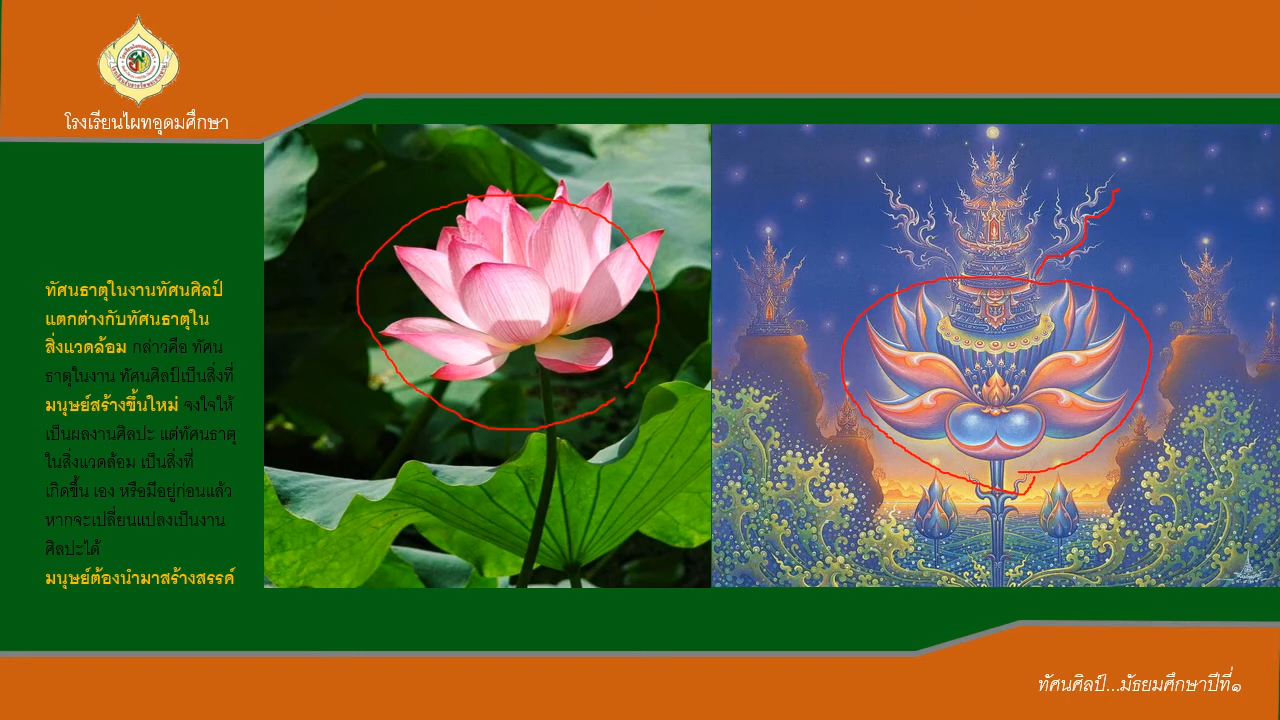 โรงเรียนไผทอุดมศึกษา
ทัศนธาตุในงานทัศนศิลป์
แตกต่างกับทัศนธาตุใน
สิ่งแวดล้อม กล่าวคือ ทัศน
ธาตุในงาน ทัศนศิลป์เป็นสิ่งที่
มนุษย์สร้างขึ้นใหม่ จงใจให้
เป็นผลงานศิลปะ แต่ทัศนธาตุ
ในสิ่งแวดล้อม เป็นสิ่งที่
เกิดขึ้น เอง หรือมีอยู่ก่อนแล้ว
หากจะเปลี่ยนแปลงเป็นงาน
ศิลปะได้
มนุษย์ต้องนำมาสร้างสรรค์
ทัศนศิลป์...มัธยมศึกษาปีที่๑